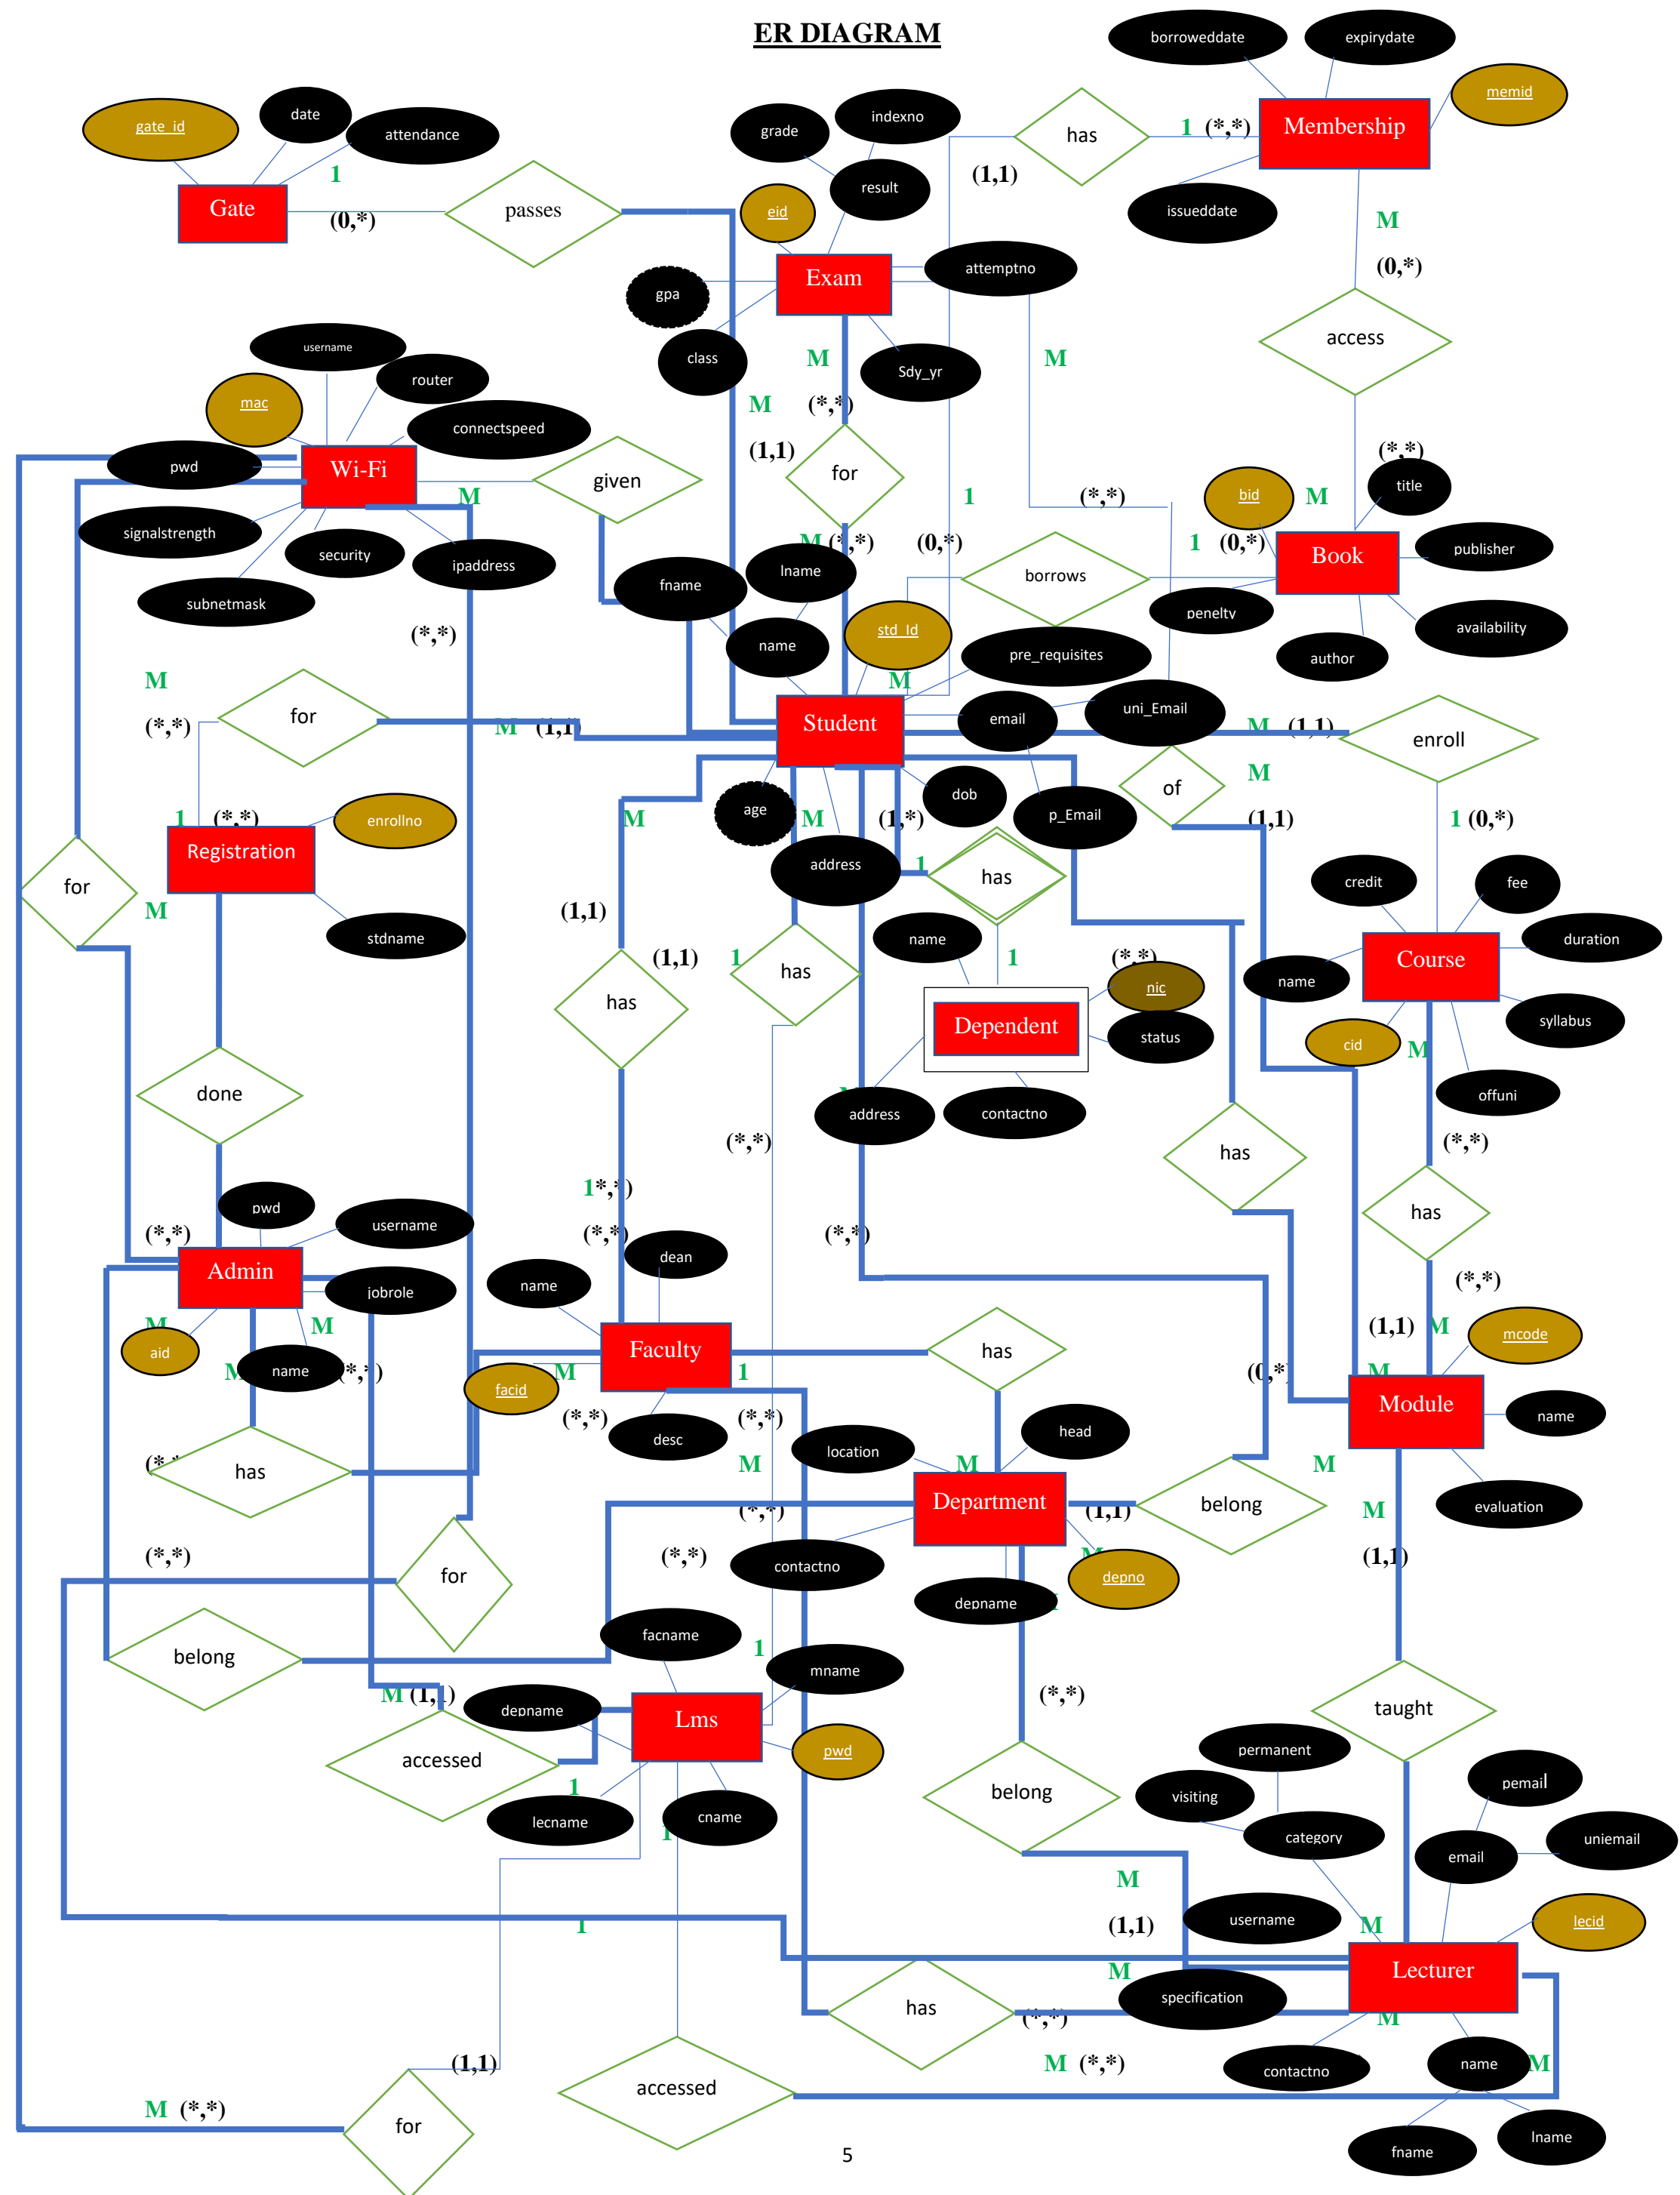 ER DIAGRAM
borroweddate
expirydate
memid
Membership
issueddate
1 (*,*)
has
(1,1)
gate_id
date
attendance
1
Gate
(0,*)
passes
grade
indexno
result
eid
Exam
attemptno
gpa
class
Sdy_yr
M
M
M
(*,*)
(1,1)
M
(0,*)
access
(*,*)
username
router
mac
connectspeed
pwd
Wi-Fi
signalstrength
security
ipaddress
subnetmask
M
given
for
1
(*,*)
M (*,*)
(0,*)
bid
M
title
1 (0,*)
Book
publisher
penelty
availability
author
borrows
fname
lname
name
std_Id
pre_requisites
M
(*,*)
M
(*,*)
for
M (1,1)
Student
email
uni_Email
p_Email
M (1,1)
enroll
of
M
(1,1)
1 (0,*)
age
dob
address
M
M
(1,*)
1
has
1 (*,*)
enrollno
Registration
stdname
for
M
credit
fee
duration
Course
name
syllabus
cid
M
offuni
(1,1)
has
(1,1)
1
has
name
1
(*,*)
nic
Dependent
status
address
contactno
done
(*,*)
has
(*,*)
has
(*,*)
1*,*)
(*,*)
(*,*)
pwd
username
(*,*)
Admin
jobrole
M
M
aid
name
M
(*,*)
dean
name
Faculty
M
1
facid
(*,*)
(*,*)
desc
has
(0,*)
(1,1) M
mcode
M
Module
name
evaluation
M
M
(1,1)
has
location
head
M
M
Department
(*,*)
(1,1)
belong
contactno
depno
depname
(*,*)
(*,*)
for
belong
facname
1
mname
M (1,1)
depname
Lms
pwd
accessed
1
lecname
cname
1
(*,*)
belong
taught
permanent
visiting
category
pemail
email
uniemail
M
(1,1)
username
M
lecid
1
Lecturer
M
specification
has
(*,*)
M
M (*,*)
contactno
name
M
(1,1)
accessed
M (*,*)
for
fname
lname
5